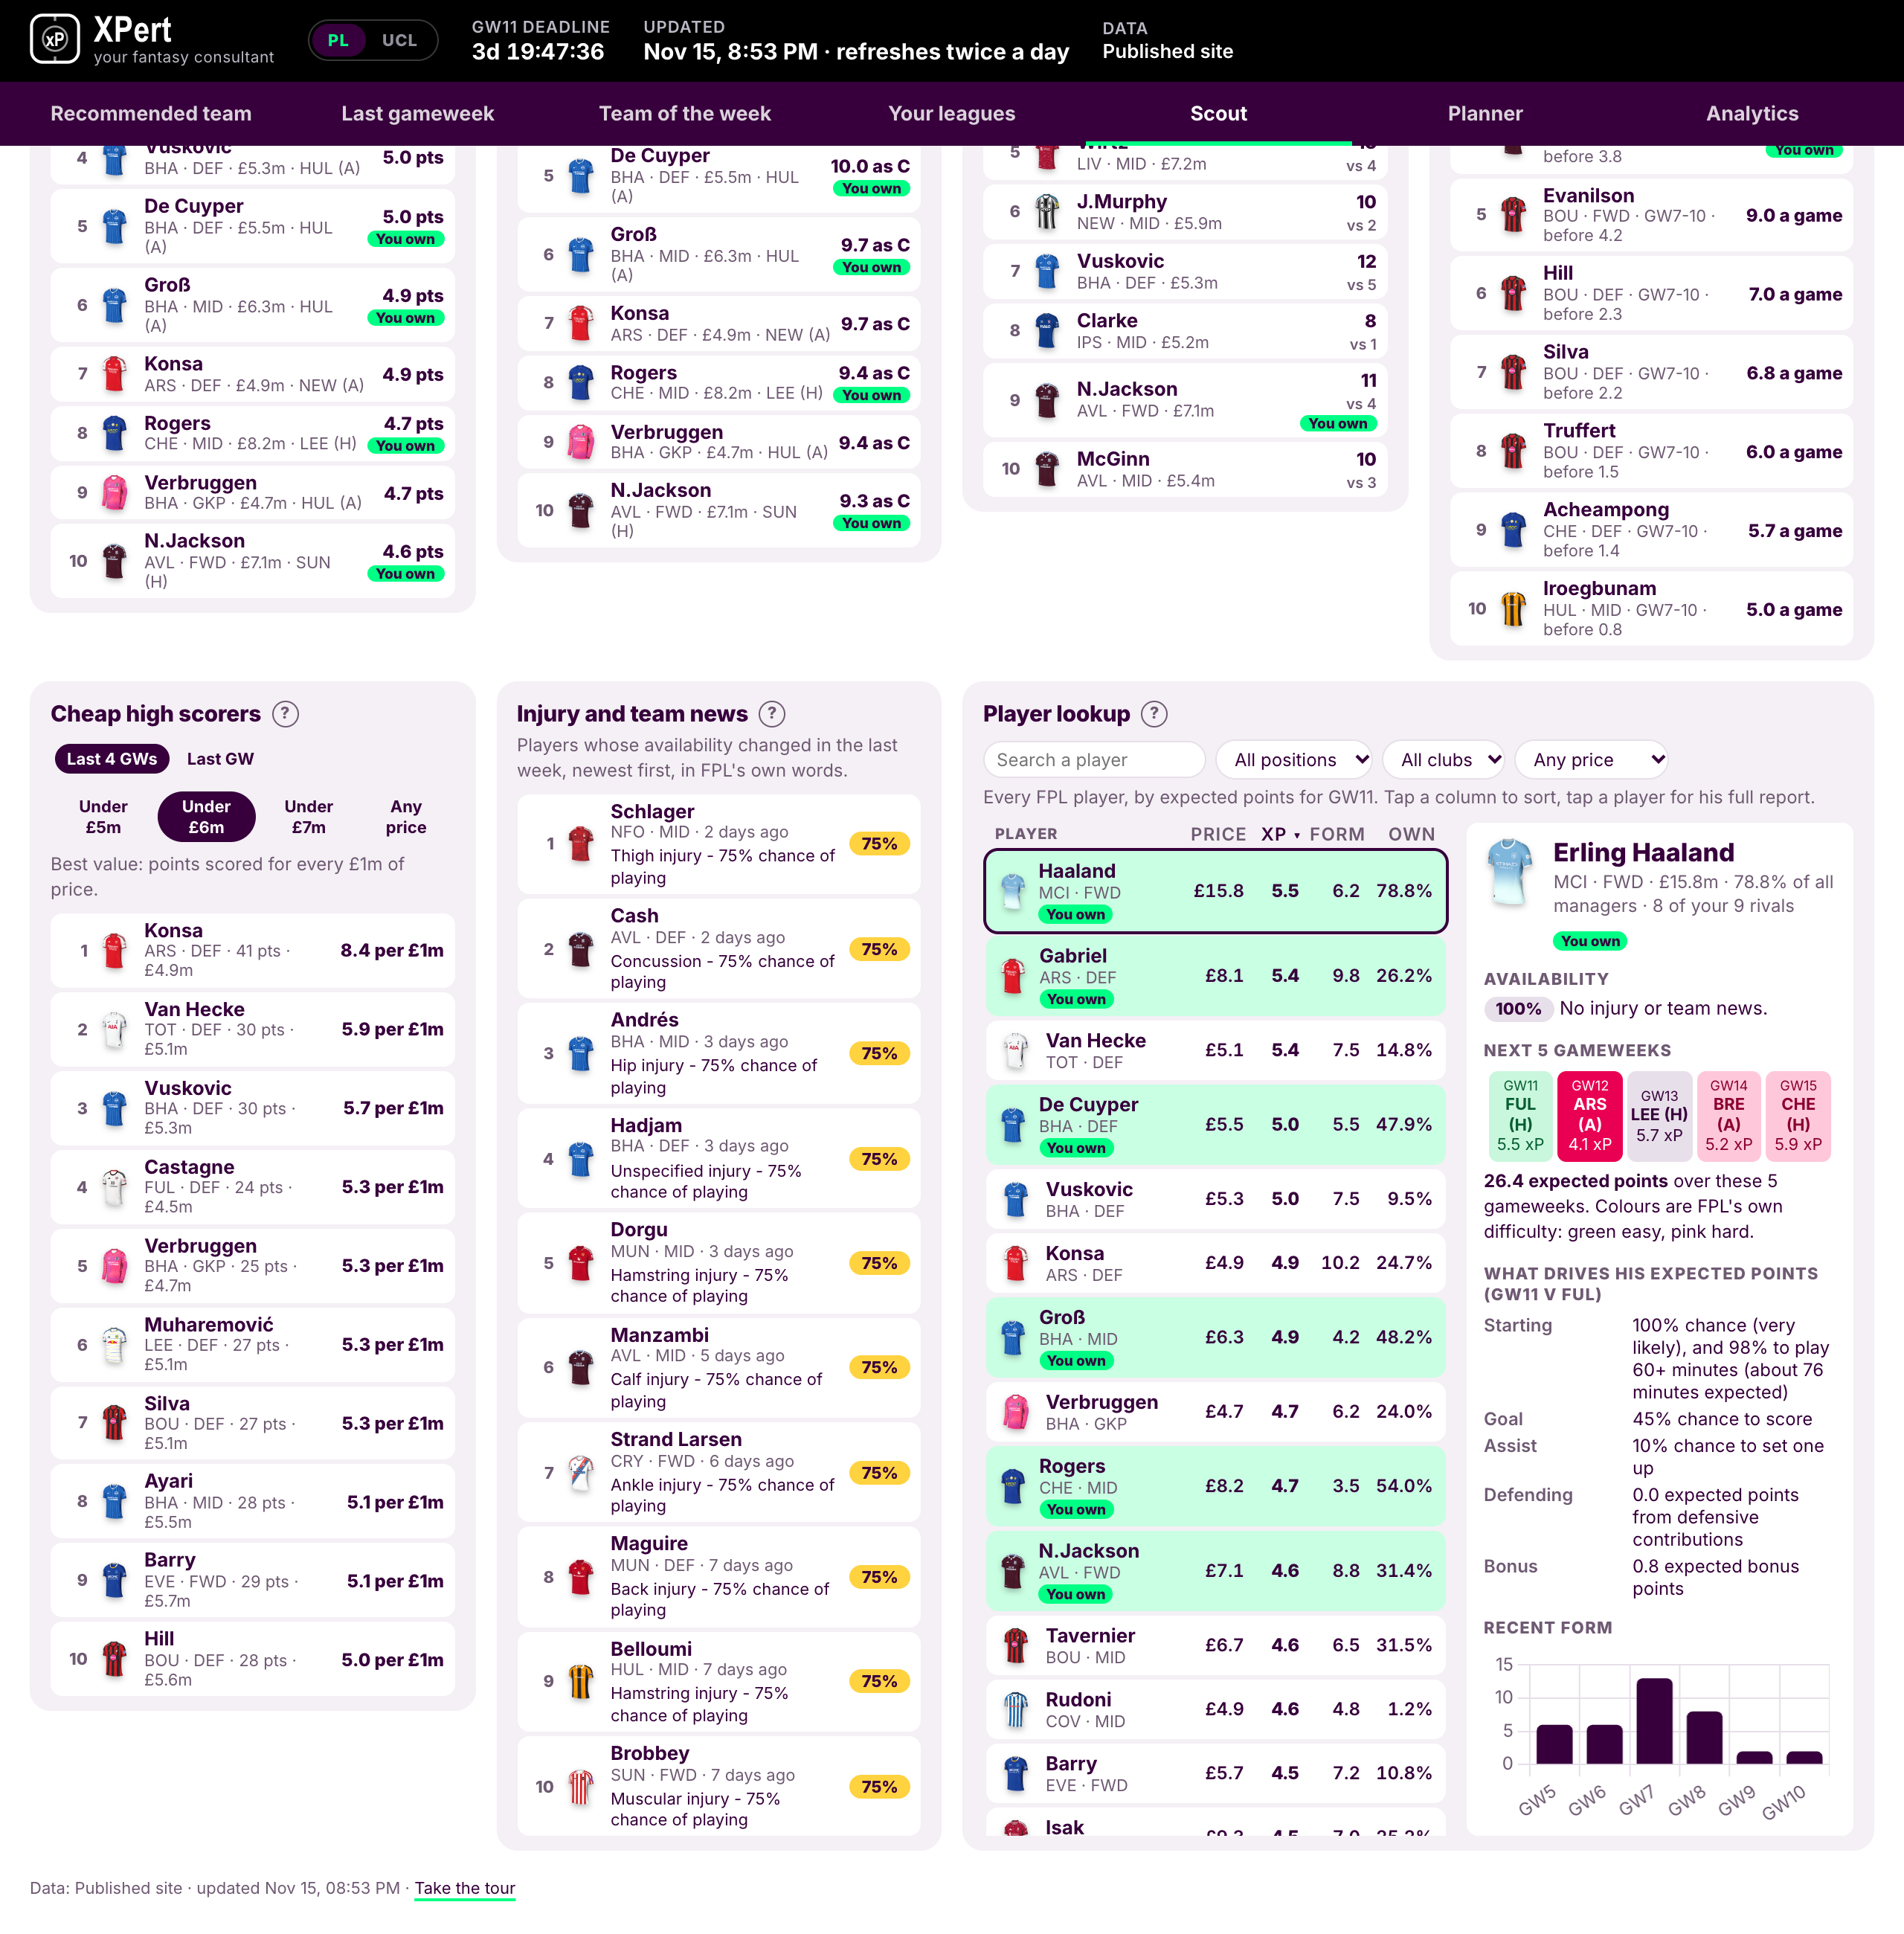 xP
XPert
your fantasy consultant
PL
UCL
GW11 DEADLINE
3d 19:47:36
UPDATED
Nov 15, 8:53 PM · refreshes twice a day
DATA
Published site
Recommended team
Last gameweek
Team of the week
Your leagues
Scout
Planner
Analytics
4
Vuskovic
BHA · DEF · £5.3m · HUL (A)
5.0 pts
5
De Cuyper
BHA · DEF · £5.5m · HUL
(A)
5.0 pts
You own
6
Groß
BHA · MID · £6.3m · HUL
(A)
4.9 pts
You own
7
Konsa
ARS · DEF · £4.9m · NEW (A)
4.9 pts
8
Rogers
CHE · MID · £8.2m · LEE (H)
4.7 pts
You own
9
Verbruggen
BHA · GKP · £4.7m · HUL (A)
4.7 pts
10
N.Jackson
AVL · FWD · £7.1m · SUN
(H)
4.6 pts
You own
5
De Cuyper
BHA · DEF · £5.5m · HUL
(A)
10.0 as C
You own
6
Groß
BHA · MID · £6.3m · HUL
(A)
9.7 as C
You own
7
Konsa
ARS · DEF · £4.9m · NEW (A)
9.7 as C
8
Rogers
CHE · MID · £8.2m · LEE (H)
9.4 as C
You own
9
Verbruggen
BHA · GKP · £4.7m · HUL (A)
9.4 as C
10
N.Jackson
AVL · FWD · £7.1m · SUN
(H)
9.3 as C
You own
5
Wirtz
LIV · MID · £7.2m
vs 4
6
J.Murphy
NEW · MID · £5.9m
10
vs 2
7
Vuskovic
BHA · DEF · £5.3m
12
vs 5
8
Clarke
IPS · MID · £5.2m
8
vs 1
9
N.Jackson
AVL · FWD · £7.1m
11
vs 4
You own
10
McGinn
AVL · MID · £5.4m
10
vs 3
before 3.8
You own
5
Evanilson
BOU · FWD · GW7-10 ·
before 4.2
9.0 a game
6
Hill
BOU · DEF · GW7-10 ·
before 2.3
7.0 a game
7
Silva
BOU · DEF · GW7-10 ·
before 2.2
6.8 a game
8
Truffert
BOU · DEF · GW7-10 ·
before 1.5
6.0 a game
9
Acheampong
CHE · DEF · GW7-10 ·
before 1.4
5.7 a game
10
Iroegbunam
HUL · MID · GW7-10 ·
before 0.8
5.0 a game
Cheap high scorers ?
Last 4 GWs
Last GW
Under
£5m
Under
£6m
Under
£7m
Any
price
Best value: points scored for every £1m of
price.
1
Konsa
ARS · DEF · 41 pts ·
£4.9m
8.4 per £1m
2
Van Hecke
TOT · DEF · 30 pts ·
£5.1m
5.9 per £1m
3
Vuskovic
BHA · DEF · 30 pts ·
£5.3m
5.7 per £1m
4
Castagne
FUL · DEF · 24 pts ·
£4.5m
5.3 per £1m
5
Verbruggen
BHA · GKP · 25 pts ·
£4.7m
5.3 per £1m
6
Muharemović
LEE · DEF · 27 pts ·
£5.1m
5.3 per £1m
7
Silva
BOU · DEF · 27 pts ·
£5.1m
5.3 per £1m
8
Ayari
BHA · MID · 28 pts ·
£5.5m
5.1 per £1m
9
Barry
EVE · FWD · 29 pts ·
£5.7m
5.1 per £1m
10
Hill
BOU · DEF · 28 pts ·
£5.6m
5.0 per £1m
Injury and team news ?
Players whose availability changed in the last
week, newest first, in FPL's own words.
1
Schlager
NFO · MID · 2 days ago
Thigh injury - 75% chance of
playing
75%
2
Cash
AVL · DEF · 2 days ago
Concussion - 75% chance of
playing
75%
3
Andrés
BHA · MID · 3 days ago
Hip injury - 75% chance of
playing
75%
4
Hadjam
BHA · DEF · 3 days ago
Unspecified injury - 75%
chance of playing
75%
5
Dorgu
MUN · MID · 3 days ago
Hamstring injury - 75%
chance of playing
75%
6
Manzambi
AVL · MID · 5 days ago
Calf injury - 75% chance of
playing
75%
7
Strand Larsen
CRY · FWD · 6 days ago
Ankle injury - 75% chance of
playing
75%
8
Maguire
MUN · DEF · 7 days ago
Back injury - 75% chance of
playing
75%
9
Belloumi
HUL · MID · 7 days ago
Hamstring injury - 75%
chance of playing
75%
10
Brobbey
SUN · FWD · 7 days ago
Muscular injury - 75%
chance of playing
75%
Player lookup ?
Search a player
All positions
All clubs
Any price
Every FPL player, by expected points for GW11. Tap a column to sort, tap a player for his full report.
PLAYER PRICE XP ▼ FORM OWN
Haaland
MCI · FWD
You own
£15.8 5.5 6.2 78.8%
Gabriel
ARS · DEF
You own
£8.1 5.4 9.8 26.2%
Van Hecke
TOT · DEF
£5.1 5.4 7.5 14.8%
De Cuyper
BHA · DEF
You own
£5.5 5.0 5.5 47.9%
Vuskovic
BHA · DEF
£5.3 5.0 7.5 9.5%
Konsa
ARS · DEF
£4.9 4.9 10.2 24.7%
Groß
BHA · MID
You own
£6.3 4.9 4.2 48.2%
Verbruggen
BHA · GKP
£4.7 4.7 6.2 24.0%
Rogers
CHE · MID
You own
£8.2 4.7 3.5 54.0%
N.Jackson
AVL · FWD
You own
£7.1 4.6 8.8 31.4%
Tavernier
BOU · MID
£6.7 4.6 6.5 31.5%
Rudoni
COV · MID
£4.9 4.6 4.8 1.2%
Barry
EVE · FWD
£5.7 4.5 7.2 10.8%
Isak
Erling Haaland
MCI · FWD · £15.8m · 78.8% of all
managers · 8 of your 9 rivals
You own
AVAILABILITY
100% No injury or team news.
NEXT 5 GAMEWEEKS
GW11
FUL
(H)
5.5 xP
GW12
ARS
(A)
4.1 xP
GW13
LEE (H)
5.7 xP
GW14
BRE
(A)
5.2 xP
GW15
CHE
(H)
5.9 xP
26.4 expected points over these 5
gameweeks. Colours are FPL's own
difficulty: green easy, pink hard.
WHAT DRIVES HIS EXPECTED POINTS
(GW11 V FUL)
Starting
100% chance (very
likely), and 98% to play
60+ minutes (about 76
minutes expected)
Goal
45% chance to score
Assist
10% chance to set one
up
Defending
0.0 expected points
from defensive
contributions
Bonus
0.8 expected bonus
points
RECENT FORM
15
10
5
0
GW5
GW6
GW7
GW8
GW9
GW10
Data: Published site · updated Nov 15, 08:53 PM · Take the tour